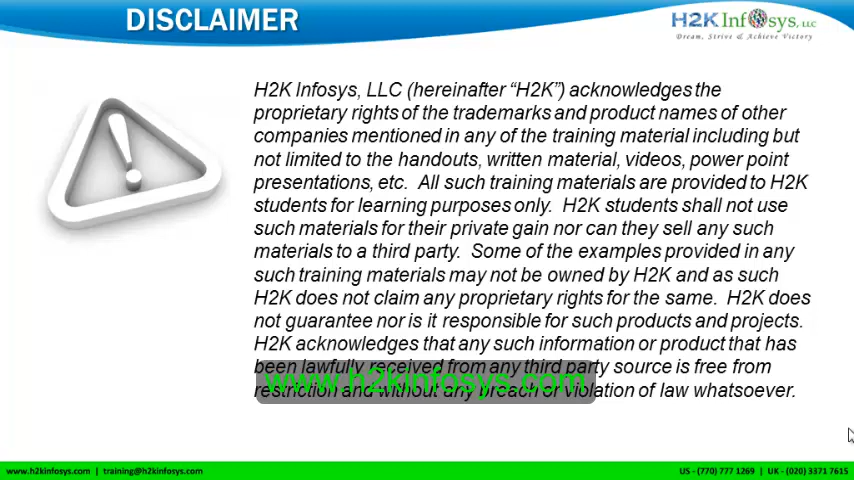 DISCLAIMER
H2K Infosys, LLC
Dream, Strive & Achieve Victory
H2K Infosys, LLC (hereinafter “H2K”) acknowledges the
proprietary rights of the trademarks and product names of other
companies mentioned in any of the training material including but
not limited to the handouts, written material, videos, power point
presentations, etc.  All such training materials are provided to H2K
students for learning purposes only.  H2K students shall not use
such materials for their private gain nor can they sell any such
materials to a third party.  Some of the examples provided in any
such training materials may not be owned by H2K and as such
H2K does not claim any proprietary rights for the same.  H2K does
not guarantee nor is it responsible for such products and projects.
H2K acknowledges that any such information or product that has
been lawfully received from any third party source is free from
restriction and without any breach or violation of law whatsoever.
www.h2kinfosys.com
www.h2kinfosys.com | training@h2kinfosys.com
US - (770) 777 1269 | UK - (020) 3371 7615